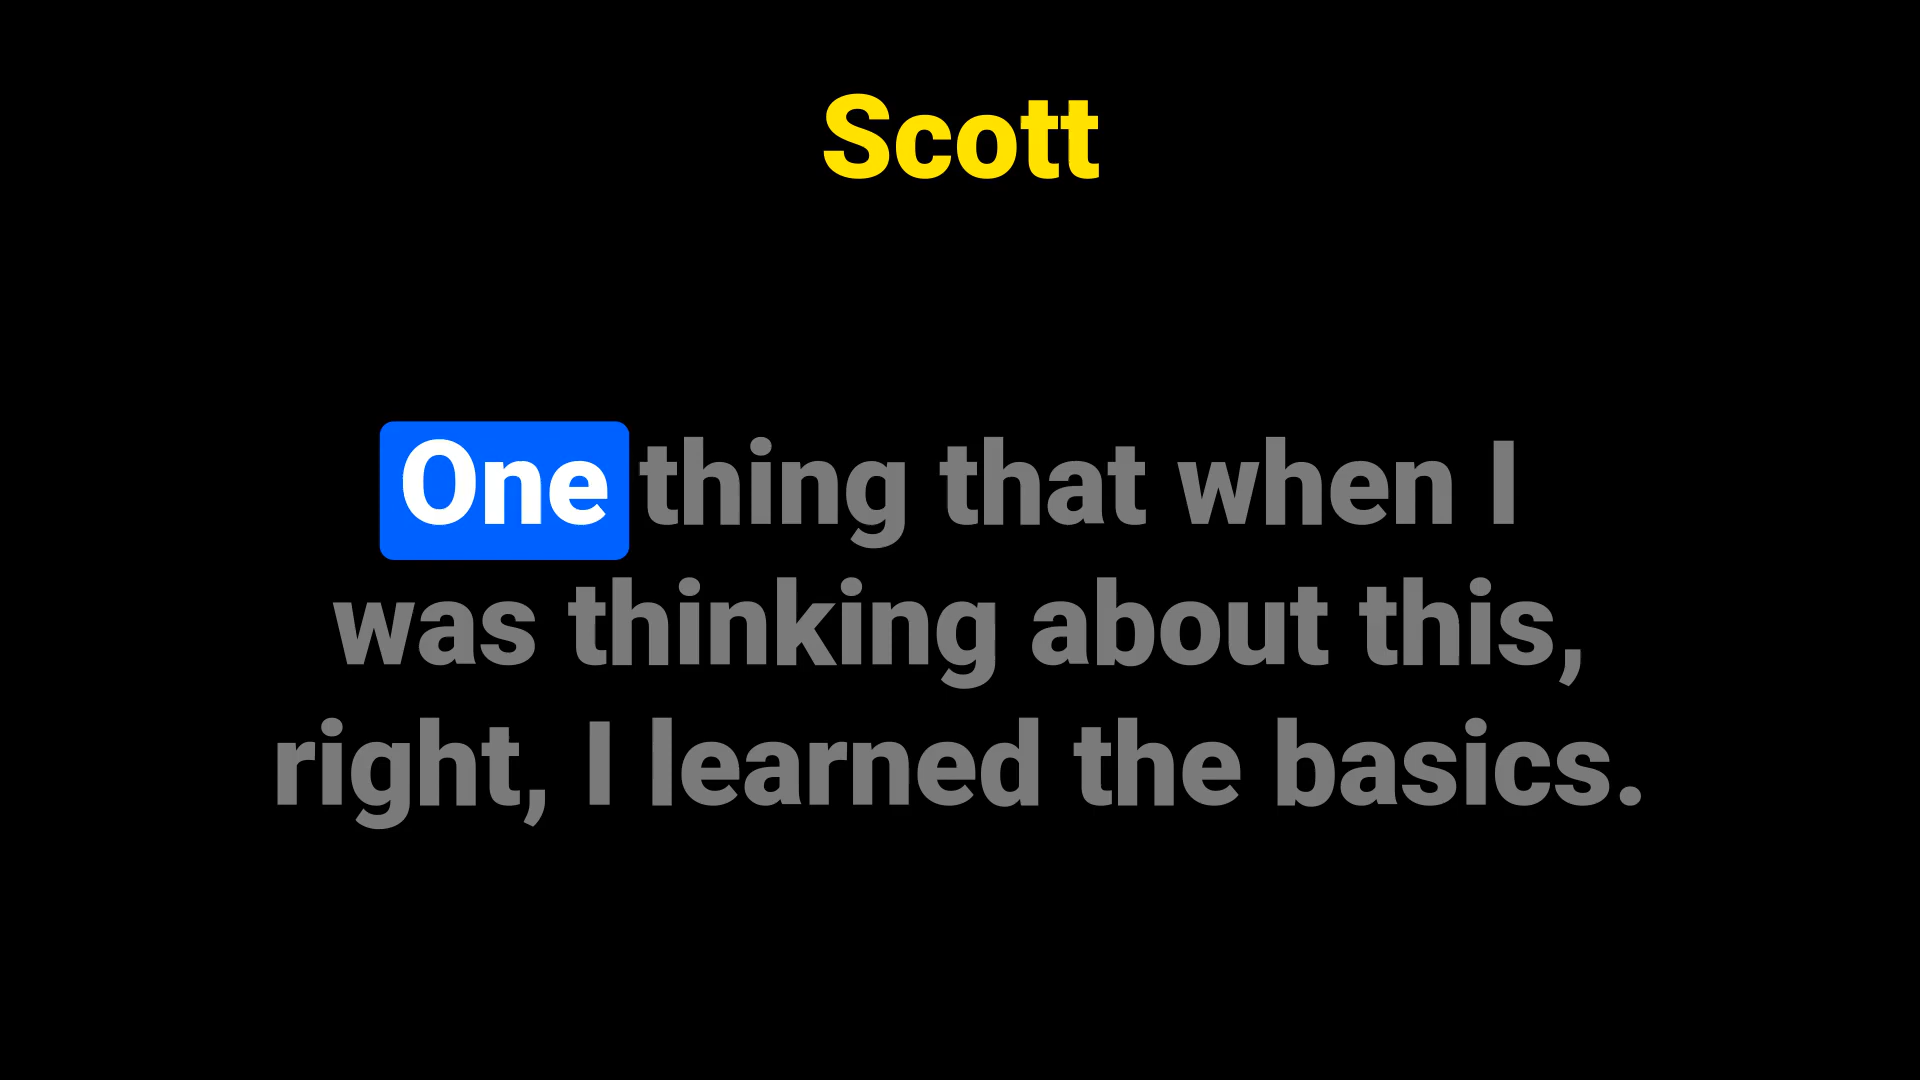 Scott
One thing that when I
was thinking about this,
right, I learned the basics.